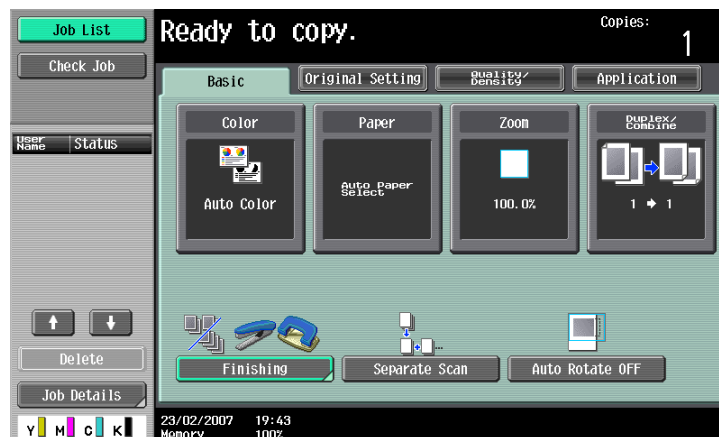 Job List
Check Job
User Name
Status
Delete
Job Details
Y M C K
Ready to copy.
Copies:
1
Basic
Original Setting
Quality/
Density
Application
Color
Auto Color
Paper
Auto Paper
Select
Zoom
100.0%
Duplex/
Combine
1 → 1
Finishing
Separate Scan
Auto Rotate OFF
23/02/2007 19:43
Memory 100%